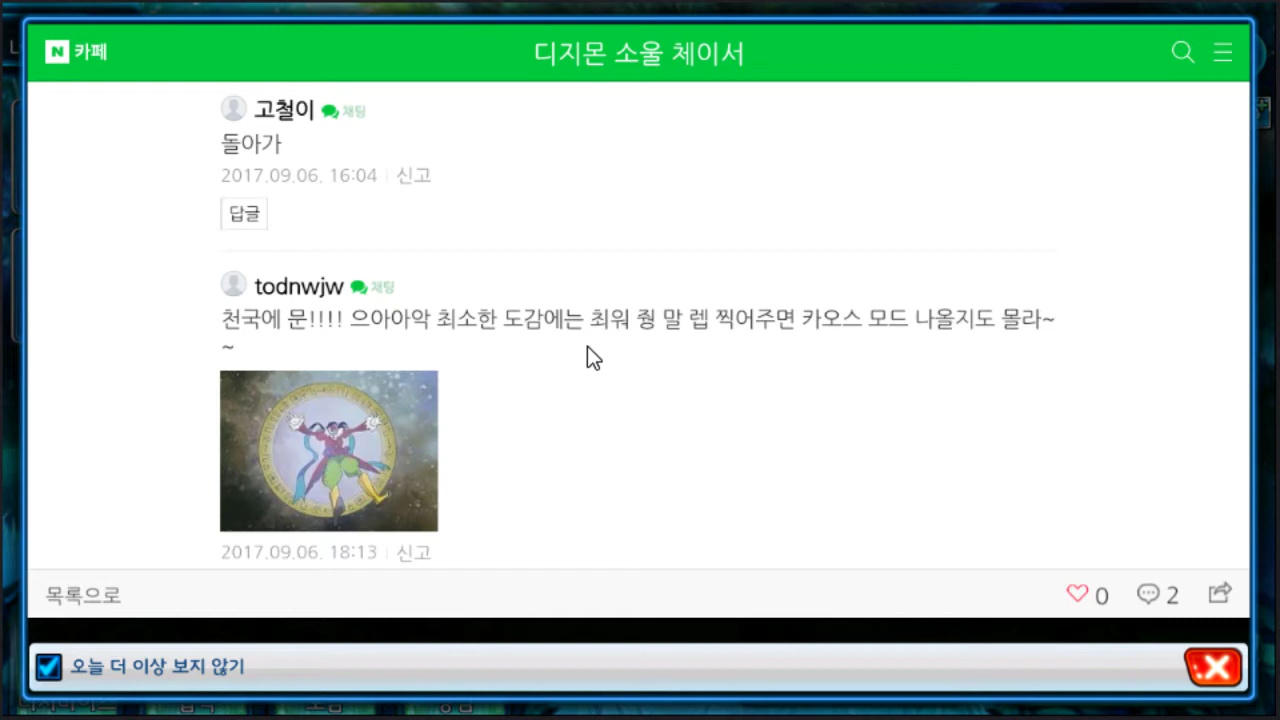 N 카페
디지몬 소울 체이서
고철이 채팅
돌아가
2017.09.06. 16:04 신고
답글
todnwjw 채팅
천국에 문!!!! 으아아악 최소한 도감에는 최워 줭 말 렙 찍어주면 카오스 모드 나올지도 몰라~
~
2017.09.06. 18:13 신고
목록으로
0
2
오늘 더 이상 보지 않기